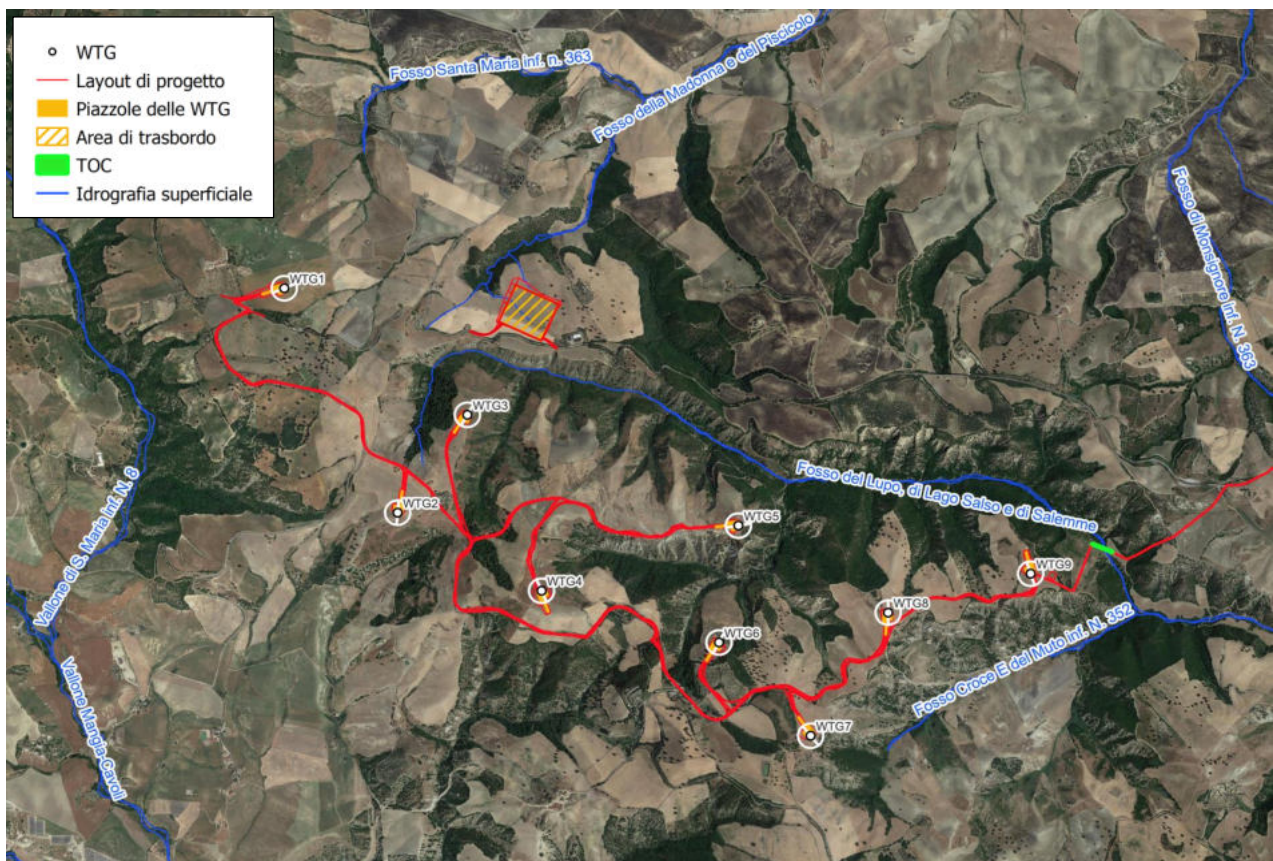 WTG
Layout di progetto
Piazzole delle WTG
Area di trasbordo
TOC
Idrografia superficiale
Fosso Santa Maria inf. n. 363
Fosso della Madonna e del Piscicolo
Fosso di Monsignore inf. N. 363
WTG1
WTG3
WTG2
WTG5
Fosso del Lupo, di Lago Salso e di Salemme
WTG9
WTG4
WTG8
WTG6
WTG7
Fosso Croce E del Muto inf. N. 352
Vallone di S. Maria inf. N. 8
Vallone Mangia-Cavoli